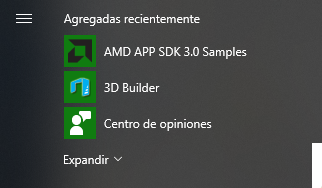 Agregadas recientemente
AMD APP SDK 3.0 Samples
3D Builder
Centro de opiniones
Expandir